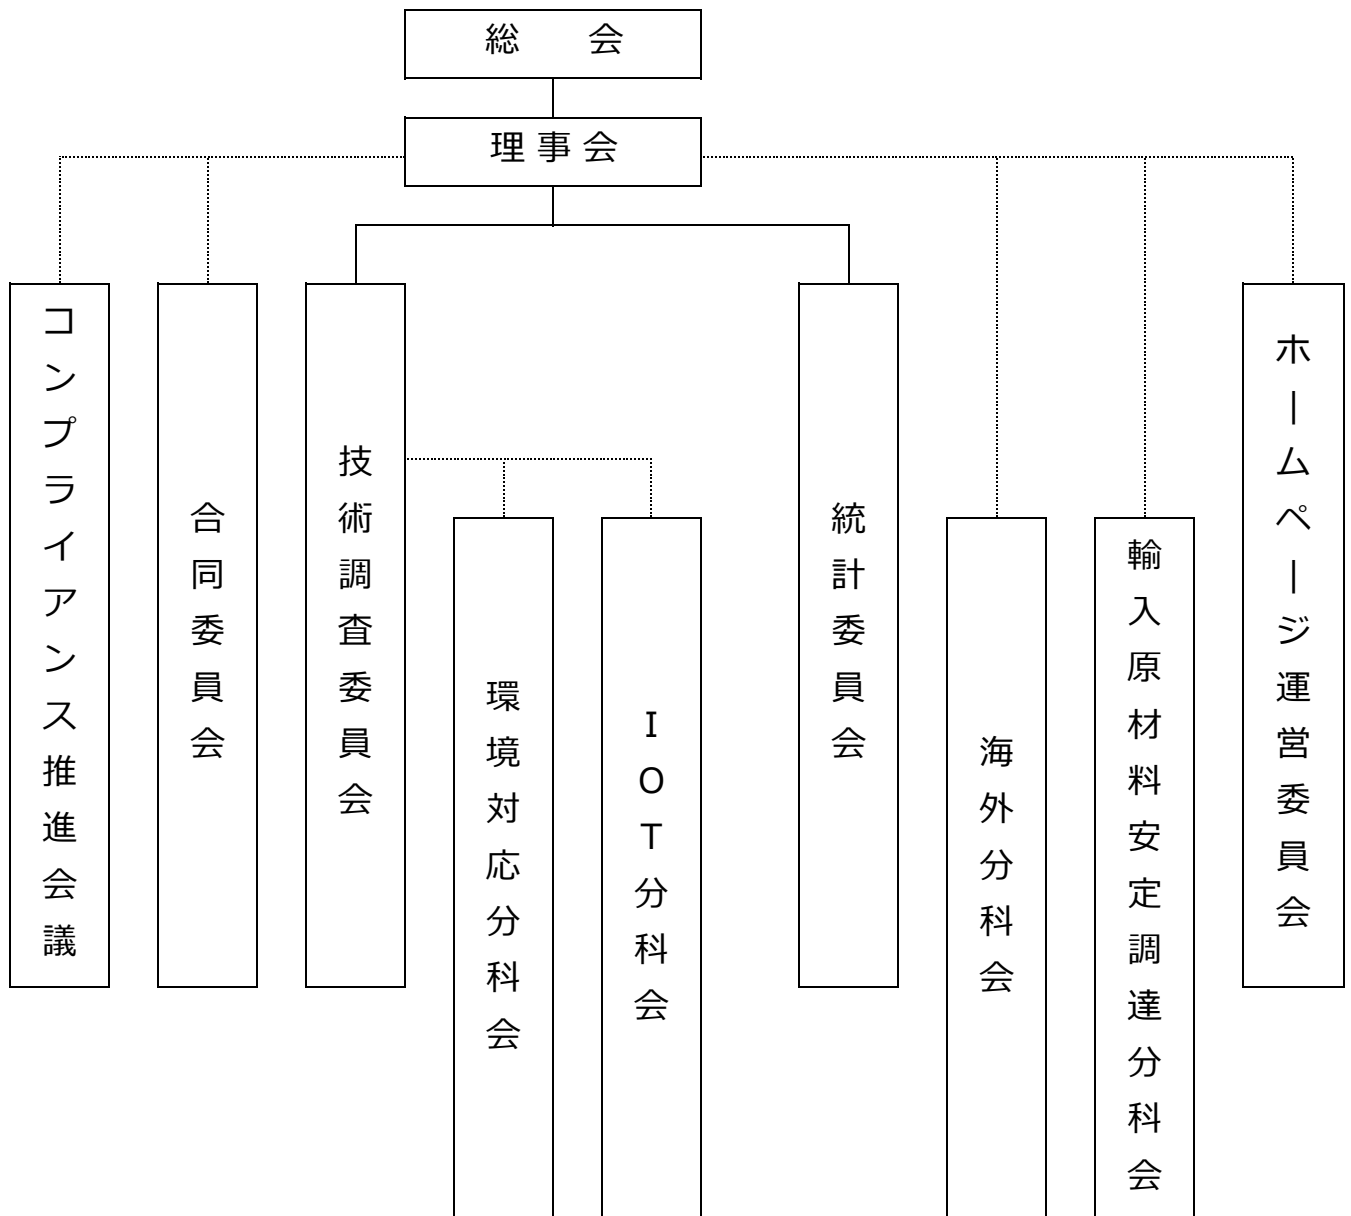 総　　会
理事会
コンプライアンス推進会議
合同委員会
技術調査委員会
環境対応分科会
IOT分科会
統計委員会
海外分科会
輸入原材料安定調達分科会
ホームページ運営委員会